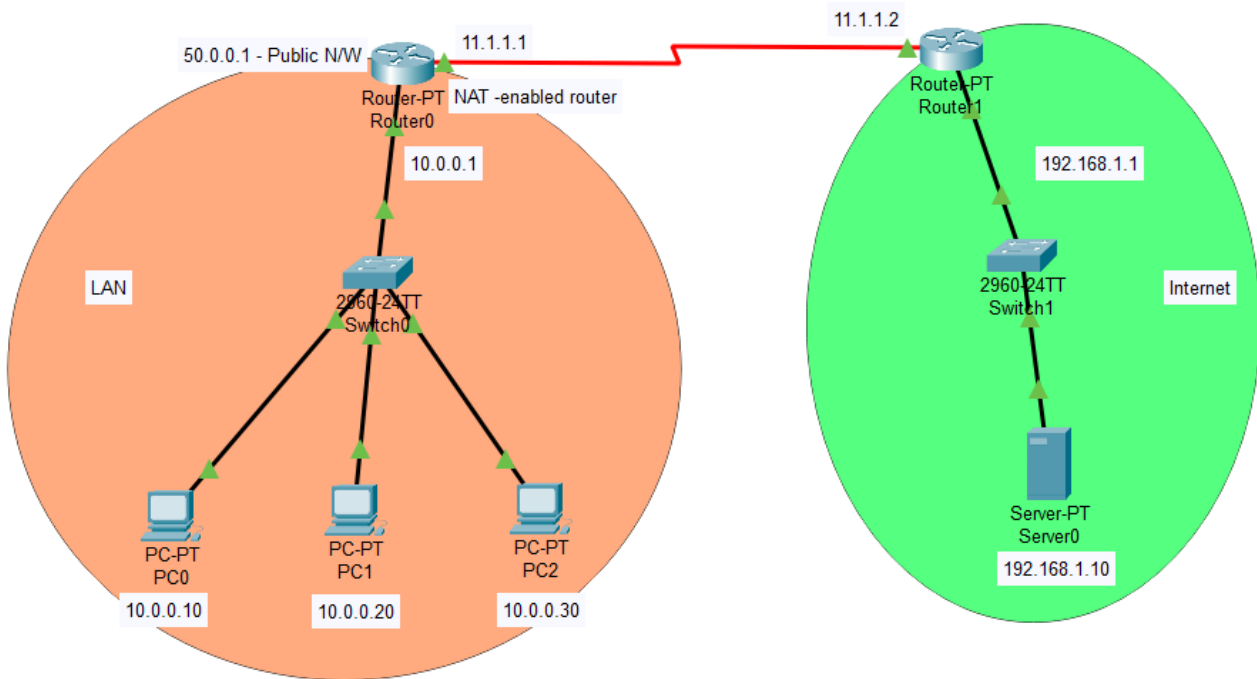 50.0.0.1 - Public N/W
11.1.1.1
11.1.1.2
Router-PT
Router0
NAT -enabled router
Router-PT
Router1
10.0.0.1
192.168.1.1
LAN
2960-24TT
Switch0
2960-24TT
Switch1
Internet
PC-PT
PC0
PC-PT
PC1
PC-PT
PC2
Server-PT
Server0
10.0.0.10
10.0.0.20
10.0.0.30
192.168.1.10